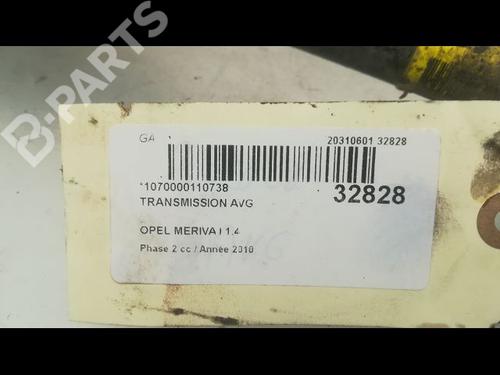 B-PARTS
GA
20310601 32828
*1070000110738
32828
TRANSMISSION AVG
OPEL MERIVA I 1.4
Phase 2 cc / Année 2010